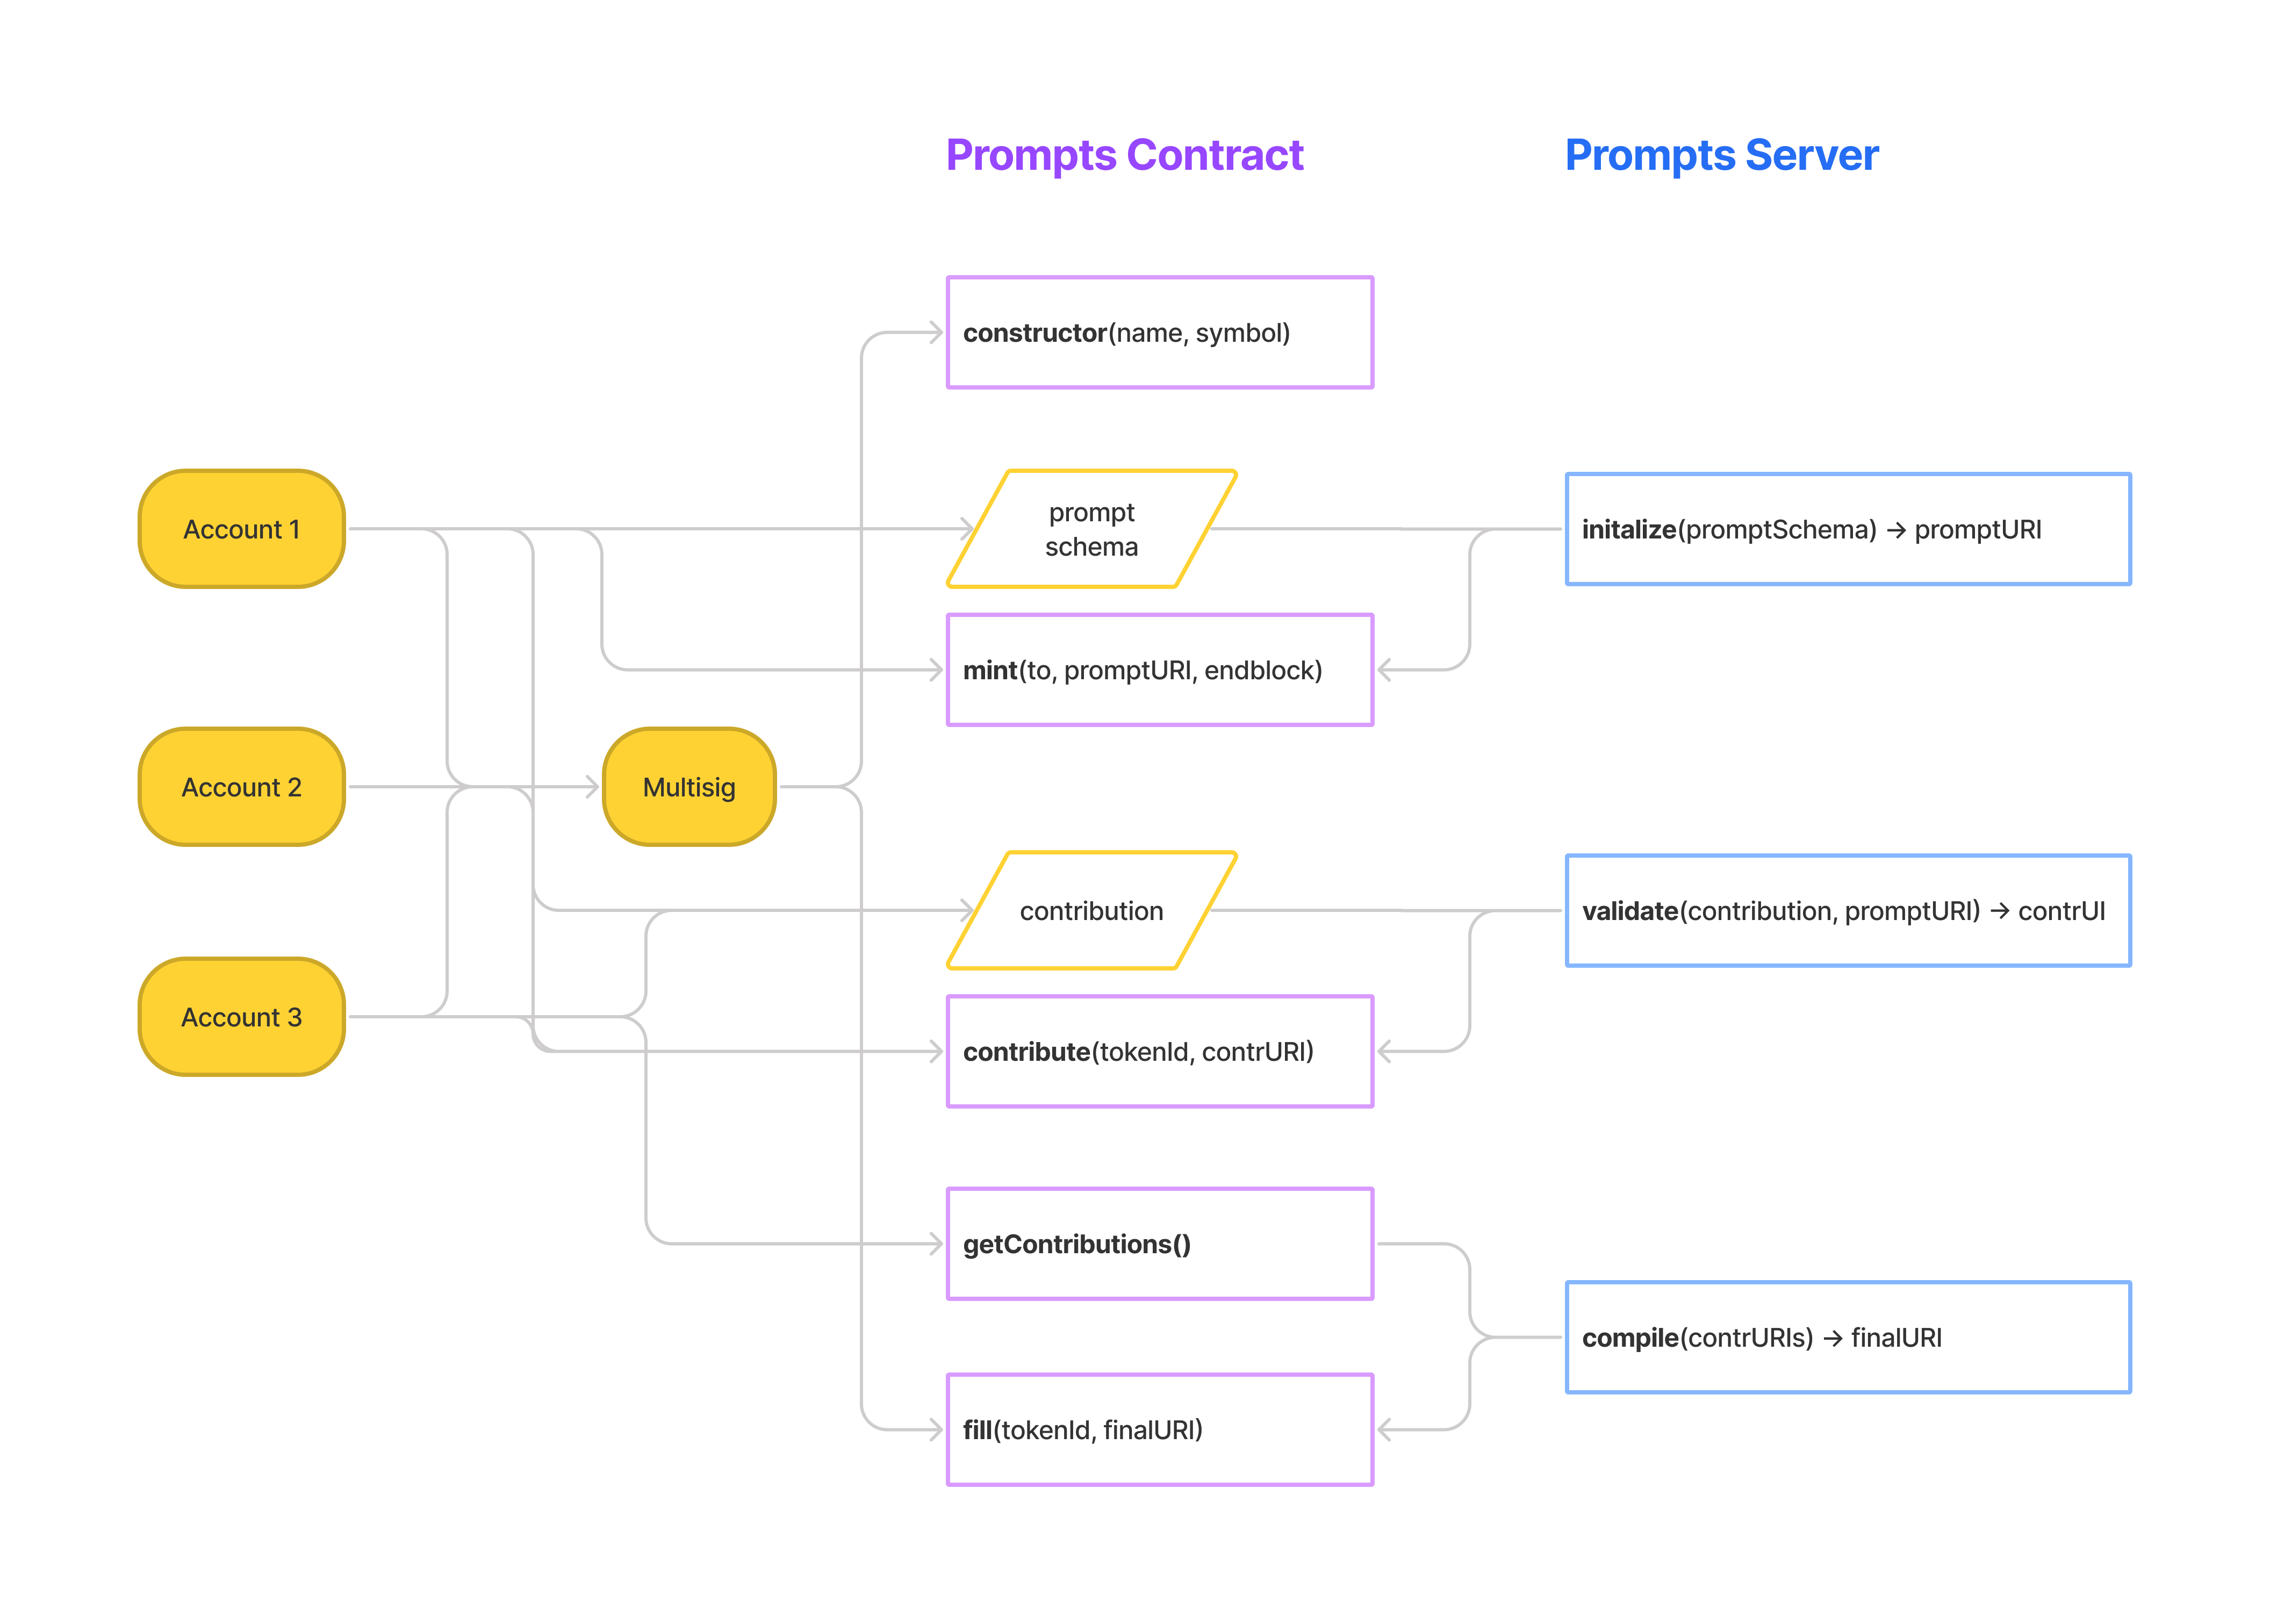 Prompts Contract
Prompts Server
constructor(name, symbol)
Account 1
prompt
schema
initalize(promptSchema) → promptURI
mint(to, promptURI, endblock)
Account 2
Multisig
contribution
validate(contribution, promptURI) → contrUI
Account 3
contribute(tokenId, contrURI)
getContributions()
compile(contrURIs) → finalURI
fill(tokenId, finalURI)